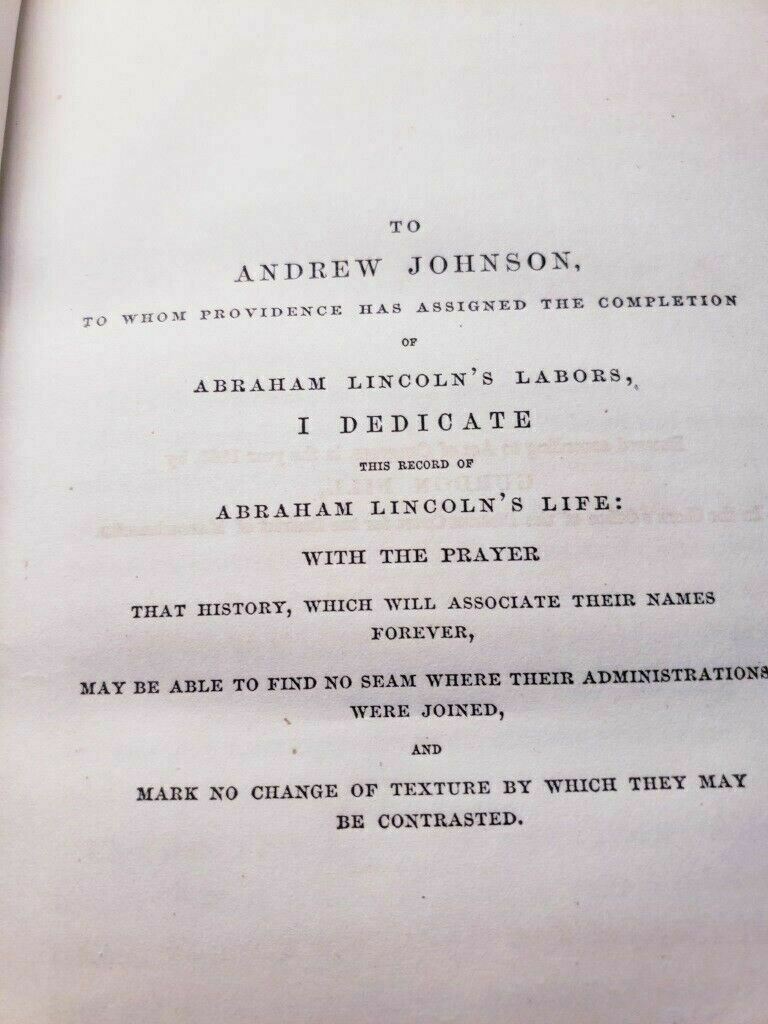 TO
ANDREW JOHNSON,
TO WHOM PROVIDENCE HAS ASSIGNED THE COMPLETION
OF
ABRAHAM LINCOLN'S LABORS,
I DEDICATE
THIS RECORD OF
ABRAHAM LINCOLN'S LIFE:
WITH THE PRAYER
THAT HISTORY, WHICH WILL ASSOCIATE THEIR NAMES
FOREVER,
MAY BE ABLE TO FIND NO SEAM WHERE THEIR ADMINISTRATIONS
WERE JOINED,
AND
MARK NO CHANGE OF TEXTURE BY WHICH THEY MAY
BE CONTRASTED.